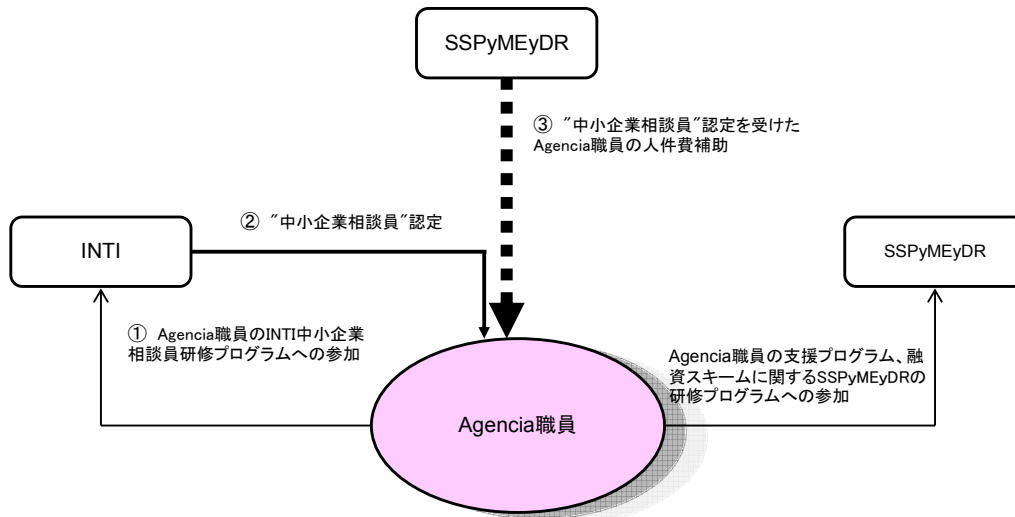 SSPyMEyDR
③ "中小企業相談員"認定を受けた
Agencia職員の人件費補助
② "中小企業相談員"認定
INTI
SSPyMEyDR
① Agencia職員のINTI中小企業
相談員研修プログラムへの参加
Agencia職員の支援プログラム、融
資スキームに関するSSPyMEyDRの
研修プログラムへの参加
Agencia職員